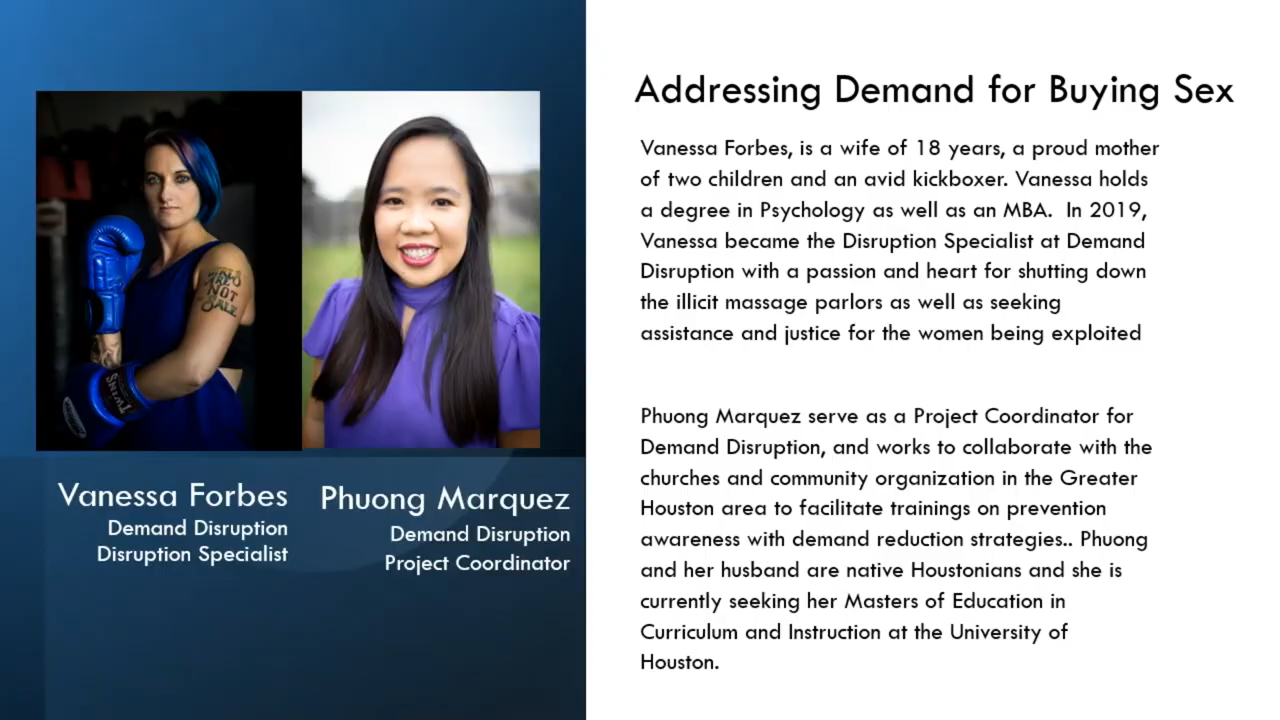 Addressing Demand for Buying Sex
Vanessa Forbes, is a wife of 18 years, a proud mother
of two children and an avid kickboxer. Vanessa holds
a degree in Psychology as well as an MBA.  In 2019,
Vanessa became the Disruption Specialist at Demand
Disruption with a passion and heart for shutting down
the illicit massage parlors as well as seeking
assistance and justice for the women being exploited
Phuong Marquez serve as a Project Coordinator for
Demand Disruption, and works to collaborate with the
churches and community organization in the Greater
Houston area to facilitate trainings on prevention
awareness with demand reduction strategies.. Phuong
and her husband are native Houstonians and she is
currently seeking her Masters of Education in
Curriculum and Instruction at the University of
Houston.
Vanessa Forbes
Demand Disruption
Disruption Specialist
Phuong Marquez
Demand Disruption
Project Coordinator
NOT
TWINS